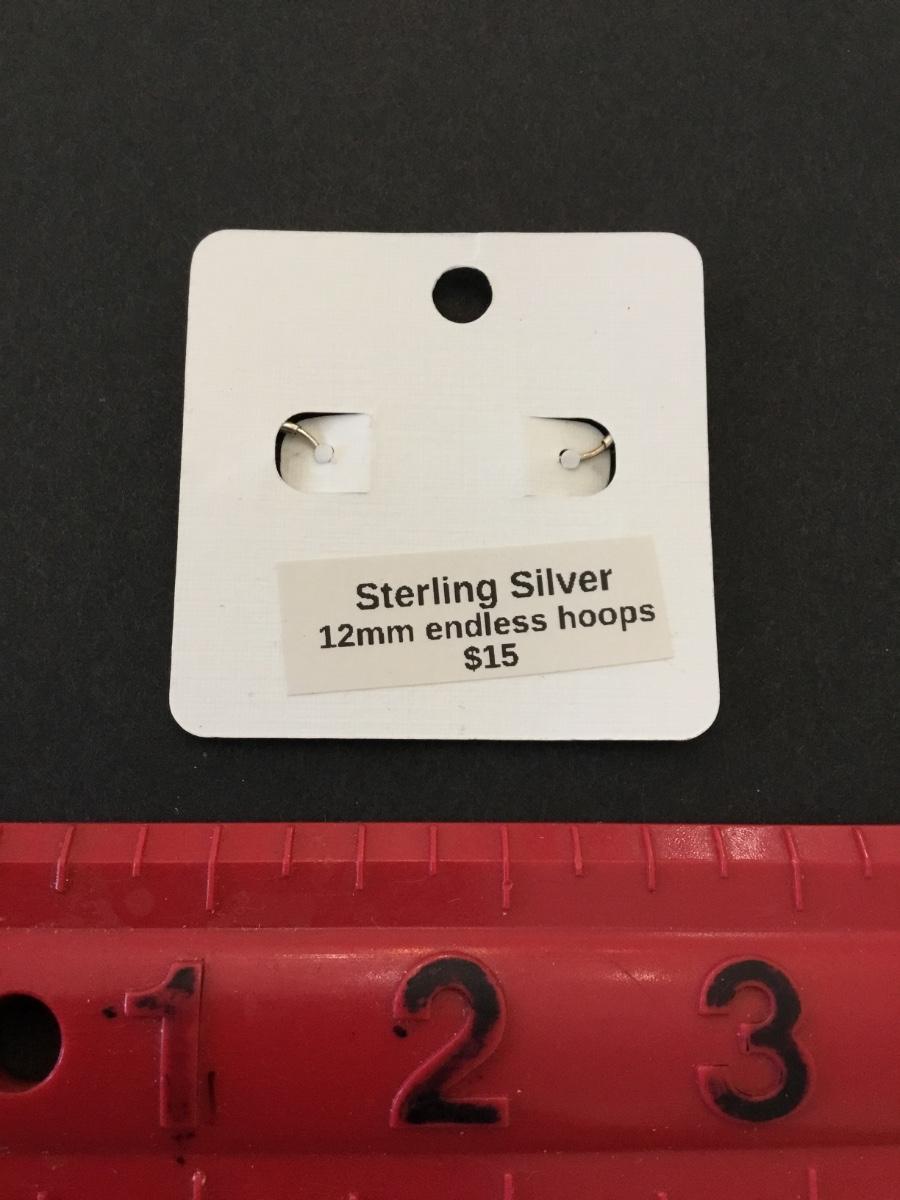 Sterling Silver
12mm endless hoops
$15
1 2 3